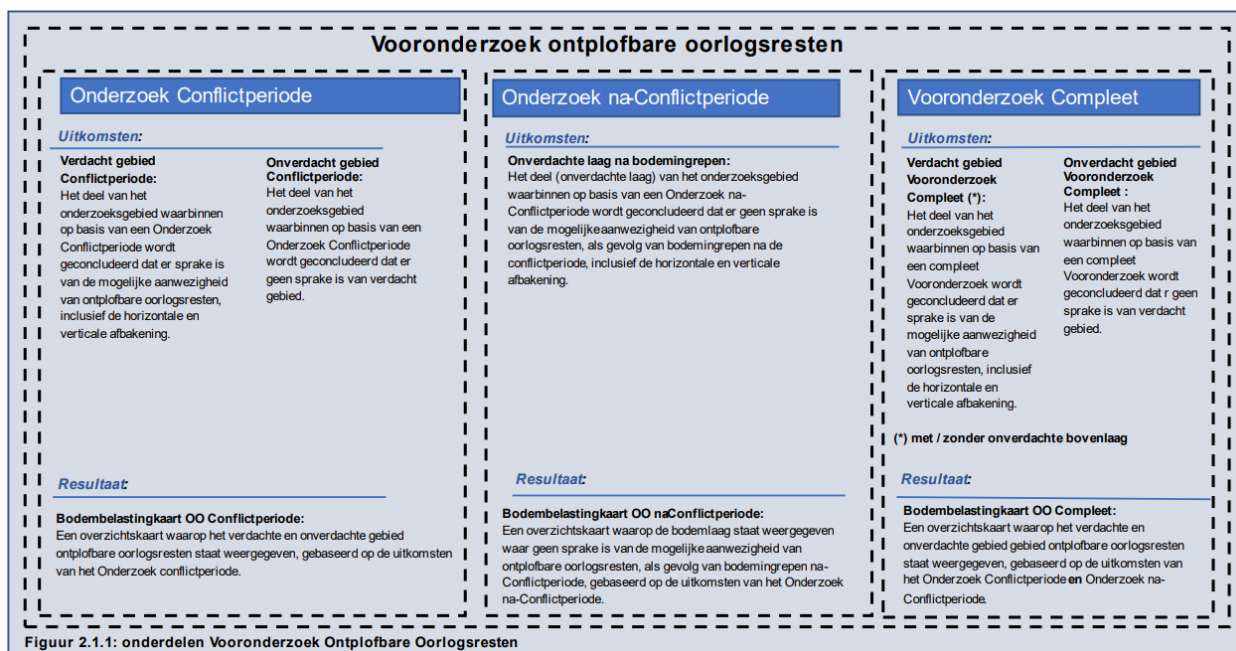 Vooronderzoek ontplofbare oorlogsresten
Onderzoek Conflictperiode
Uitkomsten:
Verdacht gebied
Conflictperiode:
Het deel van het
onderzoeksgebied waarbinnen
op basis van een Onderzoek
Conflictperiode wordt
geconcludeerd dat er sprake is
van de mogelijke aanwezigheid
van ontplofbare oorlogsresten,
inclusief de horizontale en
verticale afbakening.
Onverdacht gebied
Conflictperiode:
Het deel van het
onderzoeksgebied
waarbinnen op basis van een
Onderzoek Conflictperiode
wordt geconcludeerd dat er
geen sprake is van verdacht
gebied.
Resultaat:
Bodembelastingkaart OO Conflictperiode:
Een overzichtskaart waarop het verdachte en onverdachte gebied
ontplofbare oorlogsresten staat weergegeven, gebaseerd op de uitkomsten
van het Onderzoek conflictperiode.
Onderzoek na-Conflictperiode
Uitkomsten:
Onverdachte laag na bodemingrepen:
Het deel (onverdachte laag) van het onderzoeksgebied
waarbinnen op basis van een Onderzoek na-
Conflictperiode wordt geconcludeerd dat er geen sprake is
van de mogelijke aanwezigheid van ontplofbare
oorlogsresten, als gevolg van bodemingrepen na de
conflictperiode, inclusief de horizontale en verticale
afbakening.
Resultaat:
Bodembelastingkaart OO naConflictperiode:
Een overzichtskaart waarop de bodemlaag staat weergegeven
waar geen sprake is van de mogelijke aanwezigheid van
ontplofbare oorlogsresten, als gevolg van bodemingrepen na-
Conflictperiode, gebaseerd op de uitkomsten van het Onderzoek
na-Conflictperiode.
Vooronderzoek Compleet
Uitkomsten:
Verdacht gebied
Vooronderzoek
Compleet (*):
Het deel van het
onderzoeksgebied
waarbinnen op basis van
een compleet
Vooronderzoek wordt
geconcludeerd dat er
sprake is van de
mogelijke aanwezigheid
van ontplofbare
oorlogsresten, inclusief
de horizontale en
verticale afbakening.
Onverdacht gebied
Vooronderzoek
Compleet :
Het deel van het
onderzoeksgebied
waarbinnen op basis van
een compleet
Vooronderzoek wordt
geconcludeerd dat r geen
sprake is van verdacht
gebied.
(*) met / zonder onverdachte bovenlaag
Resultaat:
Bodembelastingkaart OO Compleet:
Een overzichtskaart waarop het verdachte en
onverdachte gebied gebied ontplofbare oorlogsresten
staat weergegeven, gebaseerd op de uitkomsten van
het Onderzoek Conflictperiode en Onderzoek na-
Conflictperiode.
Figuur 2.1.1: onderdelen Vooronderzoek Ontplofbare Oorlogsresten